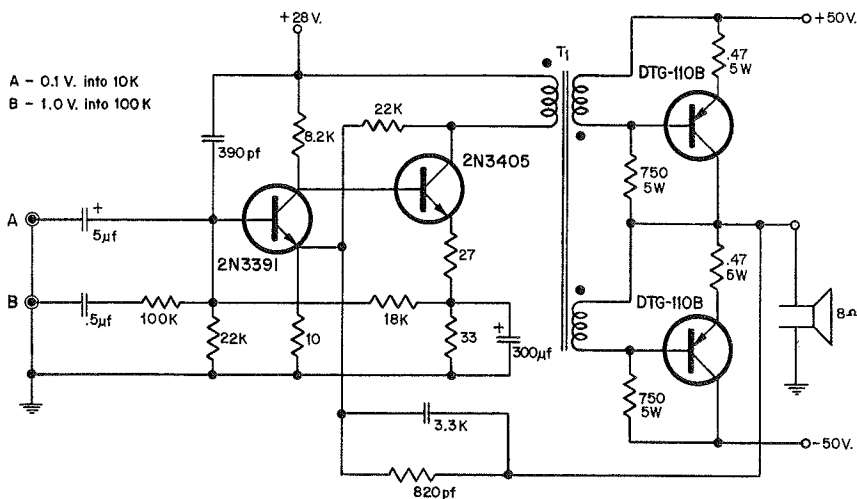 +28V.
+50V.
T1
DTG-110B
.47
5W
A - 0.1 V. into 10K
B - 1.0 V. into 100K
22K
8.2K
390pf
2N3405
750
5W
A
+
5µf
2N3391
27
.47
5W
DTG-110B
8Ω
B
.5µf
100K
18K
22K
10
33
+
300µf
750
5W
3.3K
-50V.
820pf